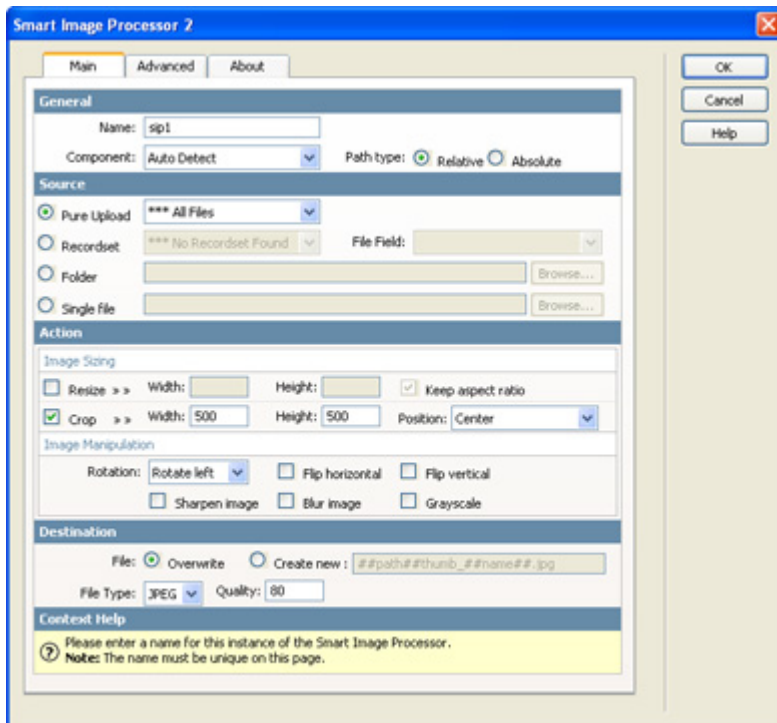 Smart Image Processor 2
Main Advanced About
OK
Cancel
Help
General
Name: sip1
Component: Auto Detect Path type: Relative Absolute
Source
Pure Upload *** All Files
Recordset *** No Recordset Found File Field:
Folder Browse...
Single file Browse...
Action
Image Sizing
Resize >> Width: Height: Keep aspect ratio
Crop >> Width: 500 Height: 500 Position: Center
Image Manipulation
Rotation: Rotate left Flip horizontal Flip vertical
Sharpen image Blur image Grayscale
Destination
File: Overwrite Create new : ##path##thumb_##name##.jpg
File Type: JPEG Quality: 80
Context Help
Please enter a name for this instance of the Smart Image Processor.
Note: The name must be unique on this page.